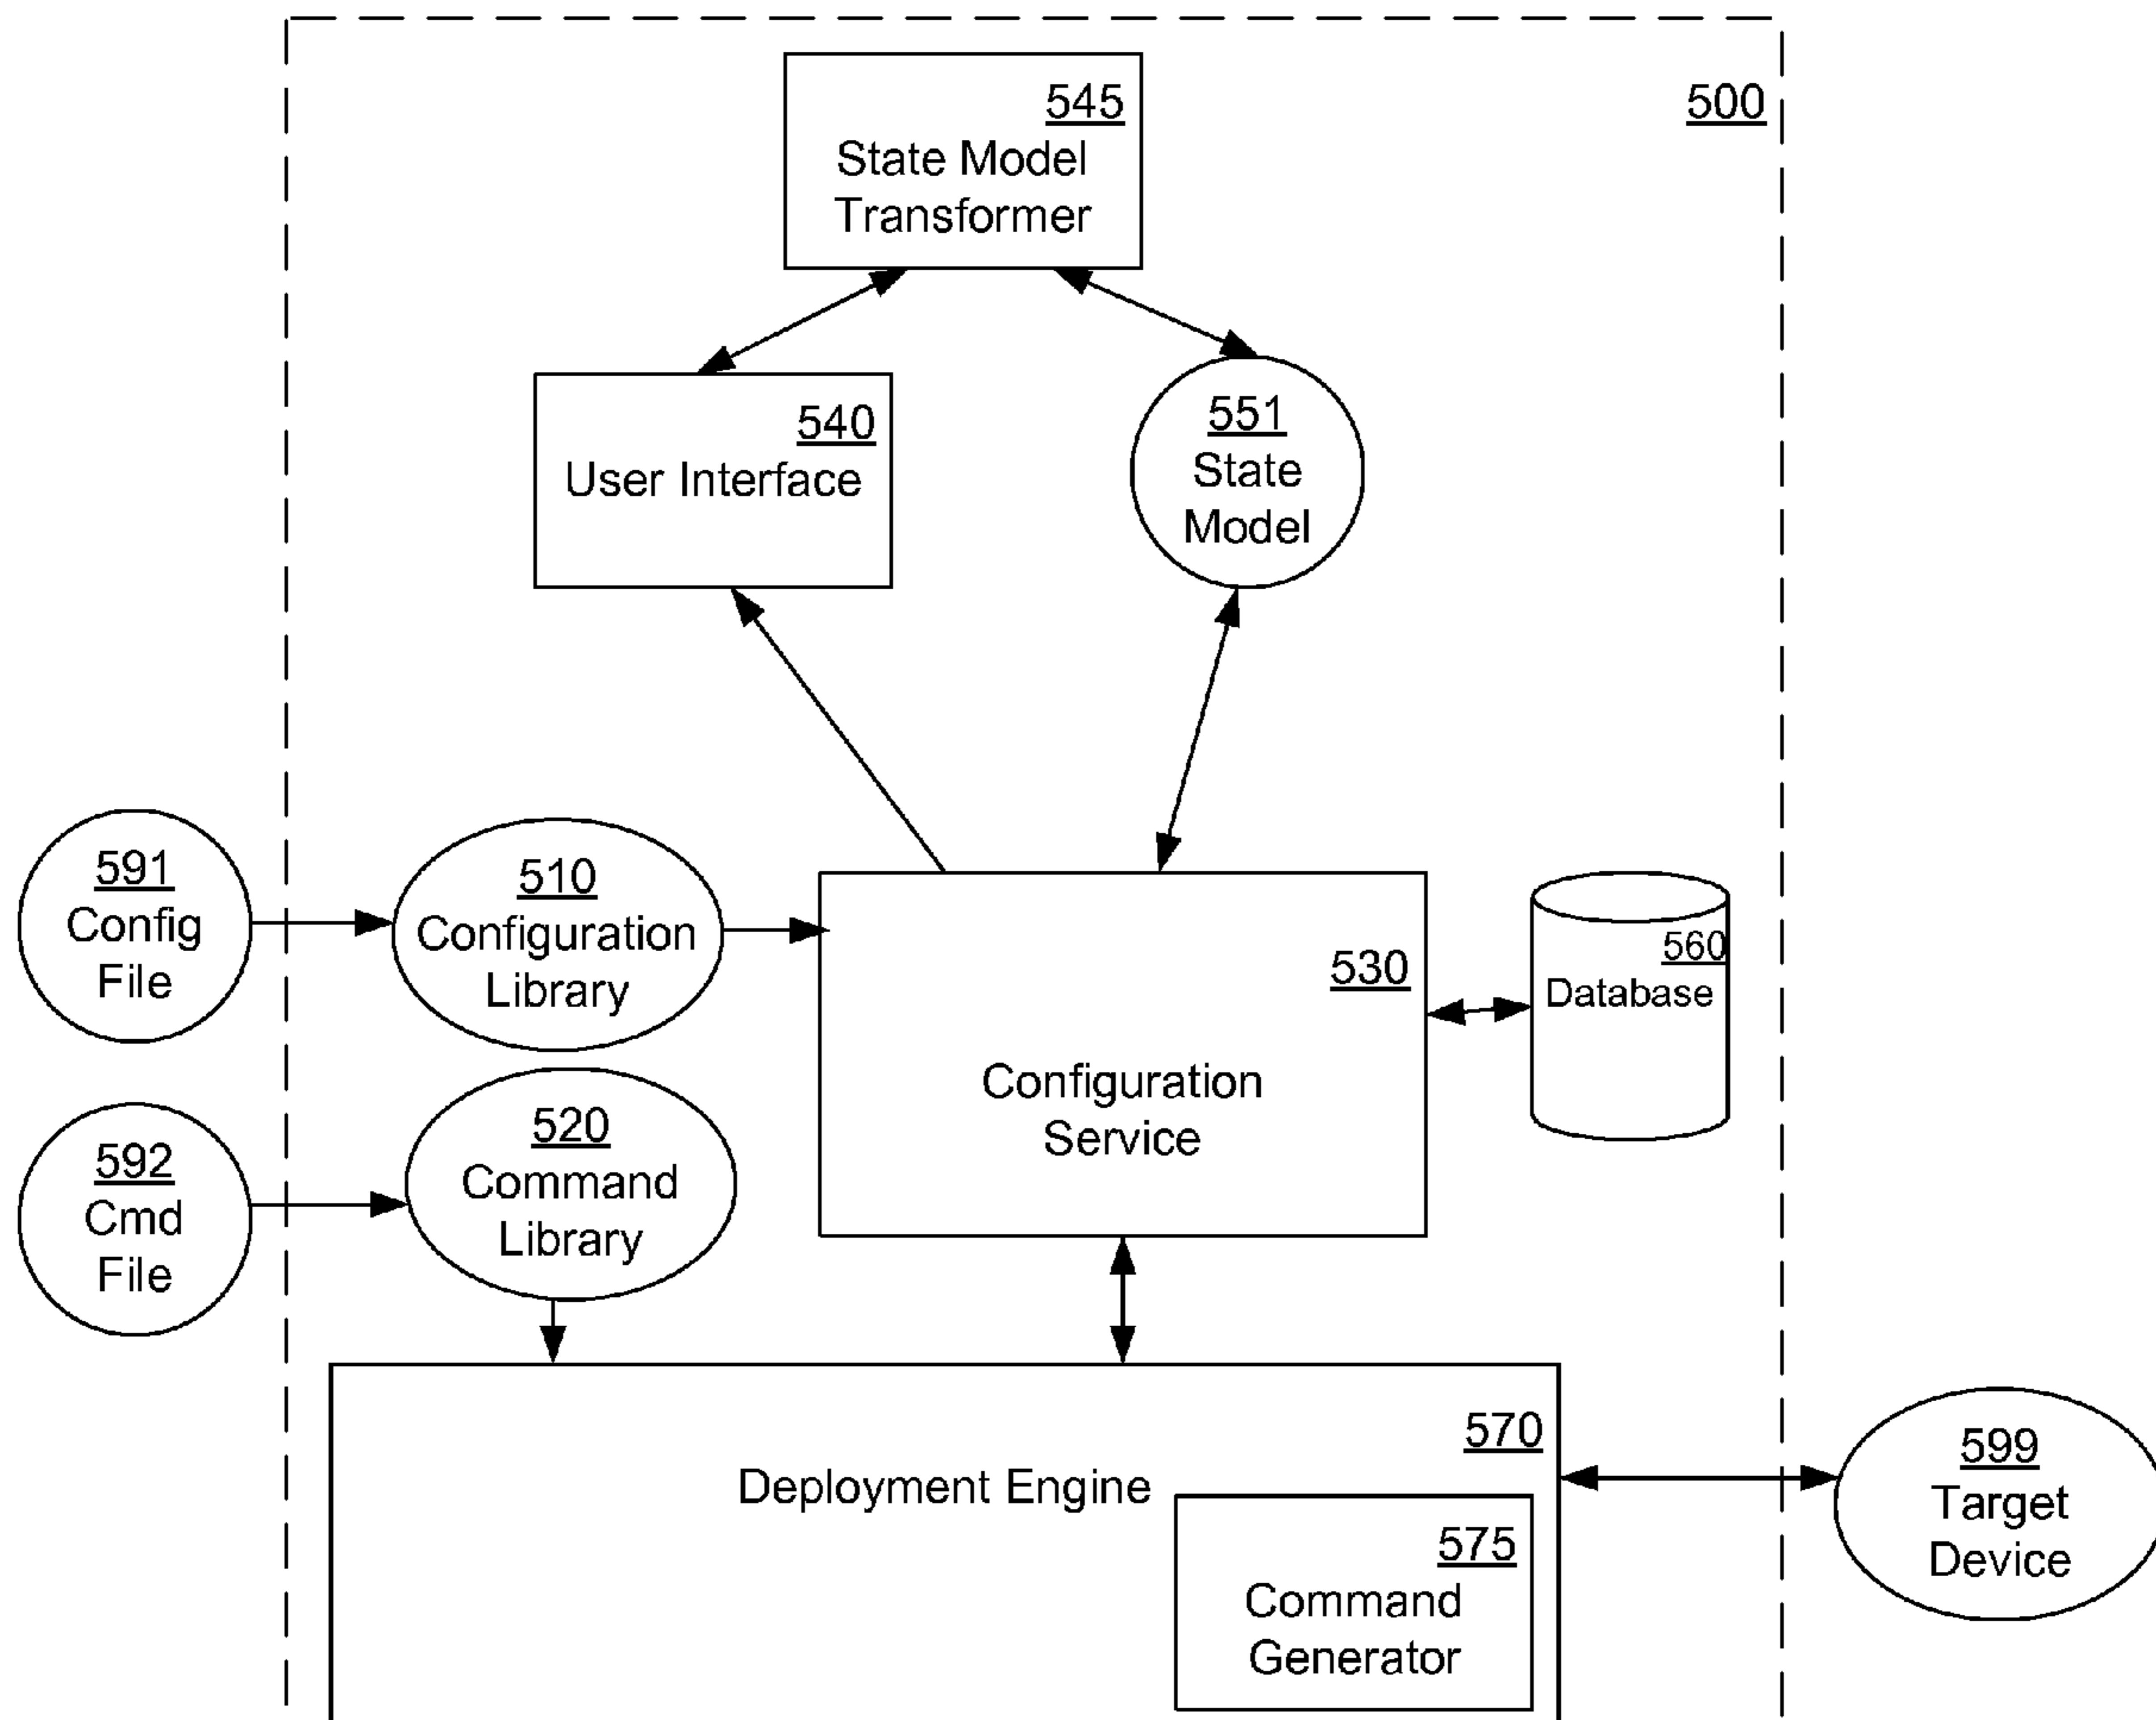 500
545
State Model
Transformer
540
User Interface
551
State
Model
591
Config
File
510
Configuration
Library
530
Configuration
Service
560
Database
592
Cmd
File
520
Command
Library
570
Deployment Engine
575
Command
Generator
599
Target
Device